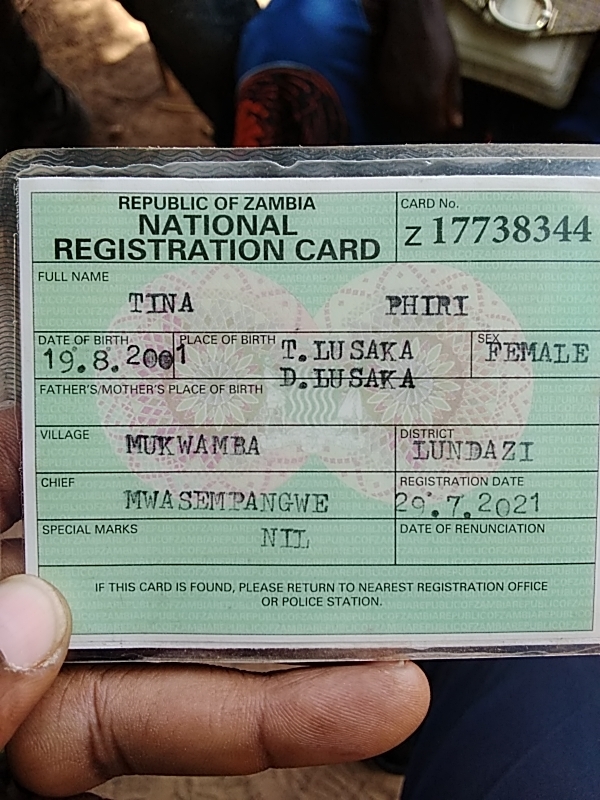 REPUBLIC OF ZAMBIA
NATIONAL
REGISTRATION CARD
CARD No.
Z 17738344
FULL NAME
TINA PHIRI
DATE OF BIRTH
19.8.2001
PLACE OF BIRTH
T.LUSAKA
D.LUSAKA
SEX
FEMALE
FATHER'S/MOTHER'S PLACE OF BIRTH
VILLAGE
MUKWAMBA
DISTRICT
LUNDAZI
CHIEF
MWASEMPANGWE
REGISTRATION DATE
29.7.2021
SPECIAL MARKS
NIL
DATE OF RENUNCIATION
IF THIS CARD IS FOUND, PLEASE RETURN TO NEAREST REGISTRATION OFFICE
OR POLICE STATION.